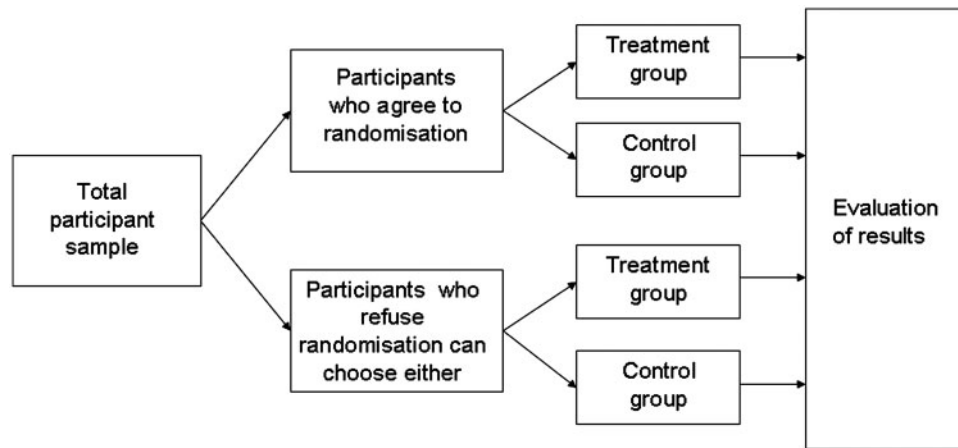 Total
participant
sample
Participants
who agree to
randomisation
Participants who
refuse
randomisation can
choose either
Treatment
group
Control
group
Treatment
group
Control
group
Evaluation
of results